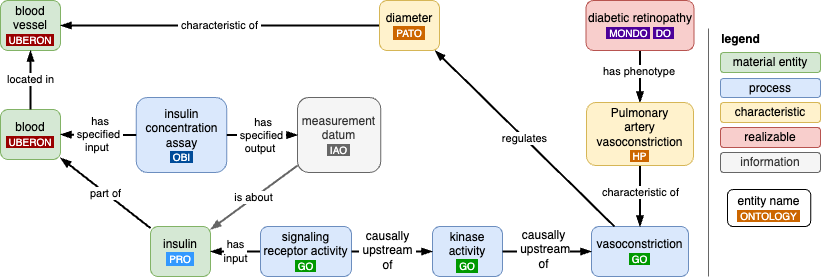 blood
vessel
UBERON
characteristic of
diameter
PATO
diabetic retinopathy
MONDO DO
legend
material entity
process
characteristic
realizable
information
entity name
ONTOLOGY
located in
has phenotype
blood
UBERON
has
specified
input
insulin
concentration
assay
OBI
has
specified
output
measurement
datum
IAO
regulates
Pulmonary
artery
vasoconstriction
HP
part of
is about
characteristic of
insulin
PRO
has
input
signaling
receptor activity
GO
causally
upstream
of
kinase
activity
GO
causally
upstream
of
vasoconstriction
GO